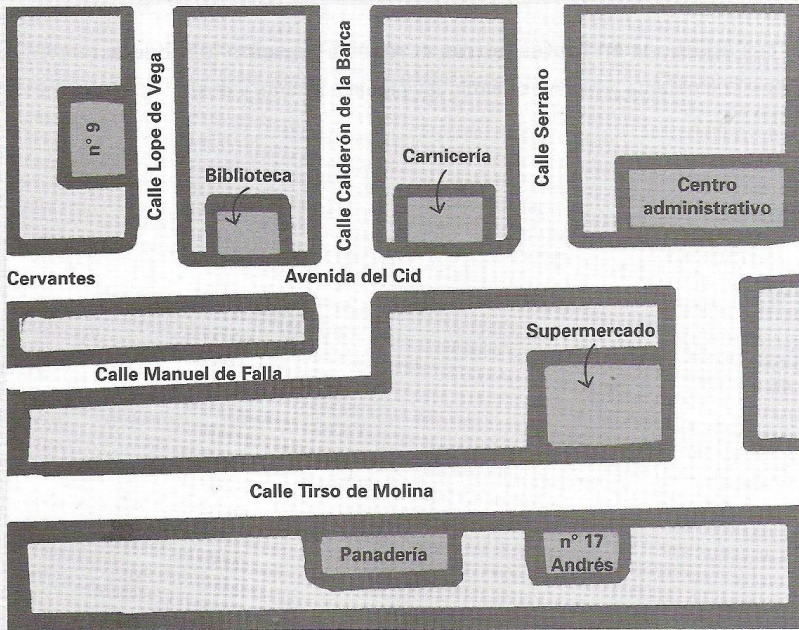 Calle Lope de Vega
Calle Calderón de la Barca
Calle Serrano
n° 9
Biblioteca
Carnicería
Centro
administrativo
Cervantes
Avenida del Cid
Supermercado
Calle Manuel de Falla
Calle Tirso de Molina
Panadería
n° 17
Andrés